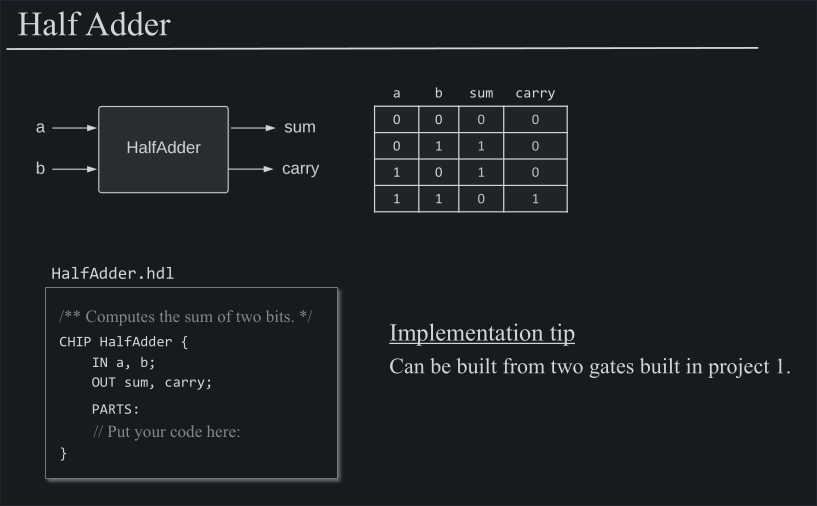 Half Adder
a
b
HalfAdder
sum
carry
a b sum carry
0 0 0 0
0 1 1 0
1 0 1 0
1 1 0 1
HalfAdder.hdl
/** Computes the sum of two bits. */
CHIP HalfAdder {
IN a, b;
OUT sum, carry;
PARTS:
// Put your code here:
}
Implementation tip
Can be built from two gates built in project 1.